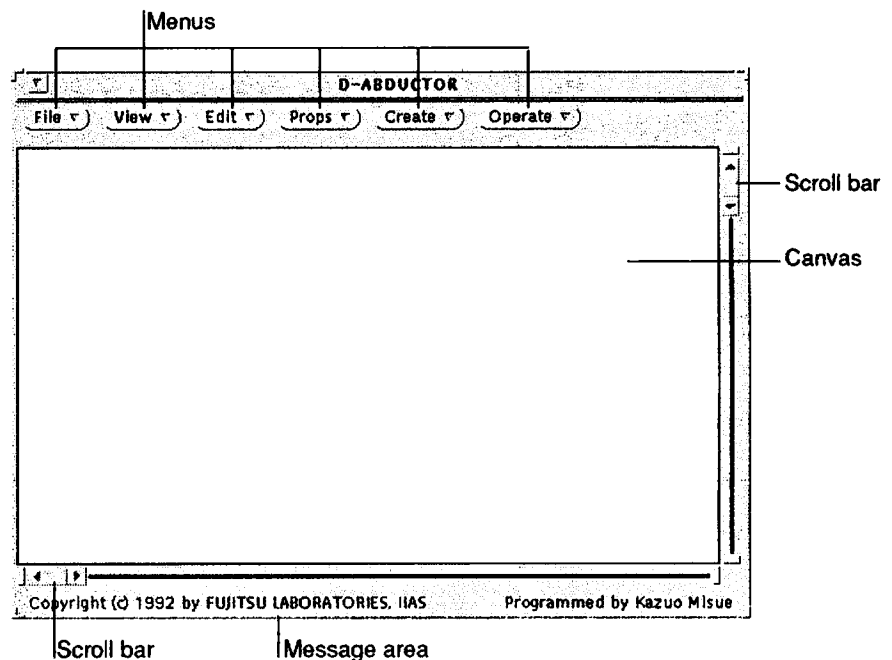 Menus
D-ABDUCTOR
File View Edit Props Create Operate
Scroll bar
Canvas
Copyright (c) 1992 by FUJITSU LABORATORIES, IIAS Programmed by Kazuo Misue
Scroll bar Message area